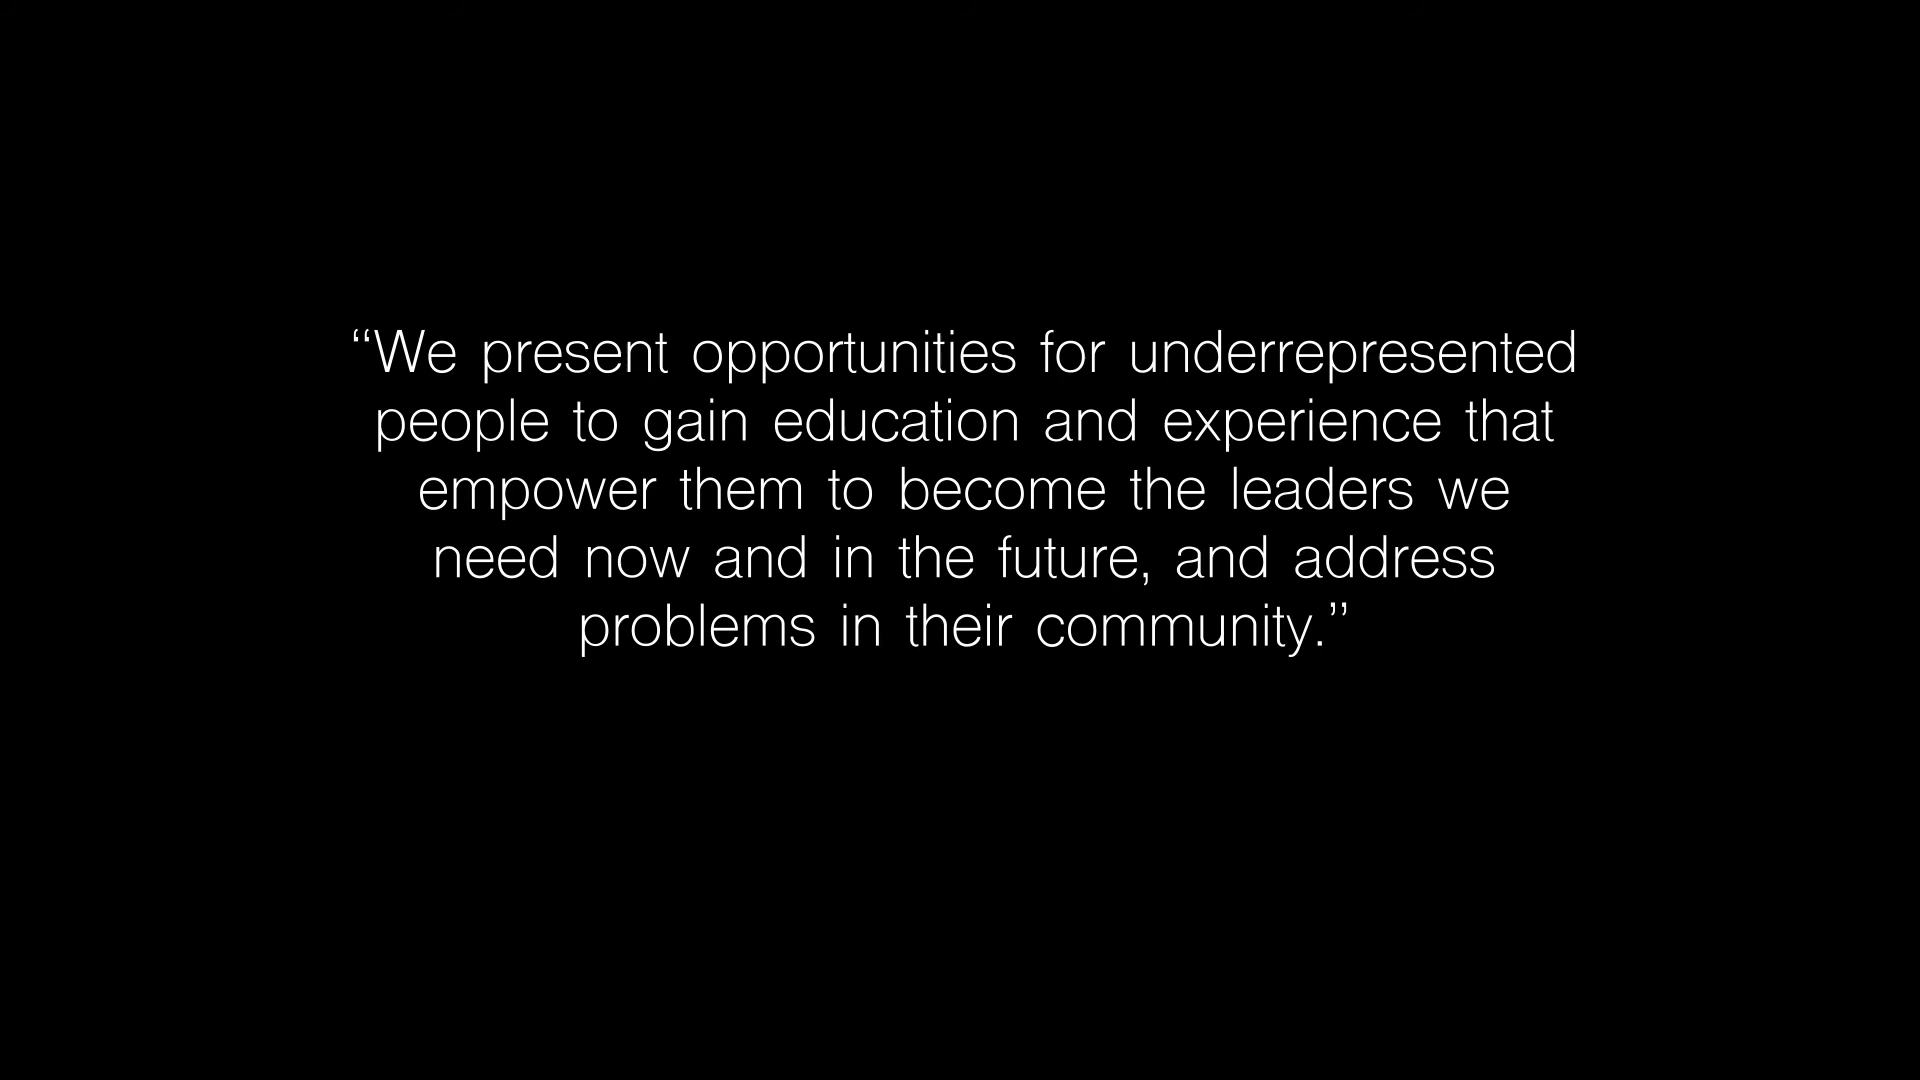 “We present opportunities for underrepresented
people to gain education and experience that
empower them to become the leaders we
need now and in the future, and address
problems in their community.”